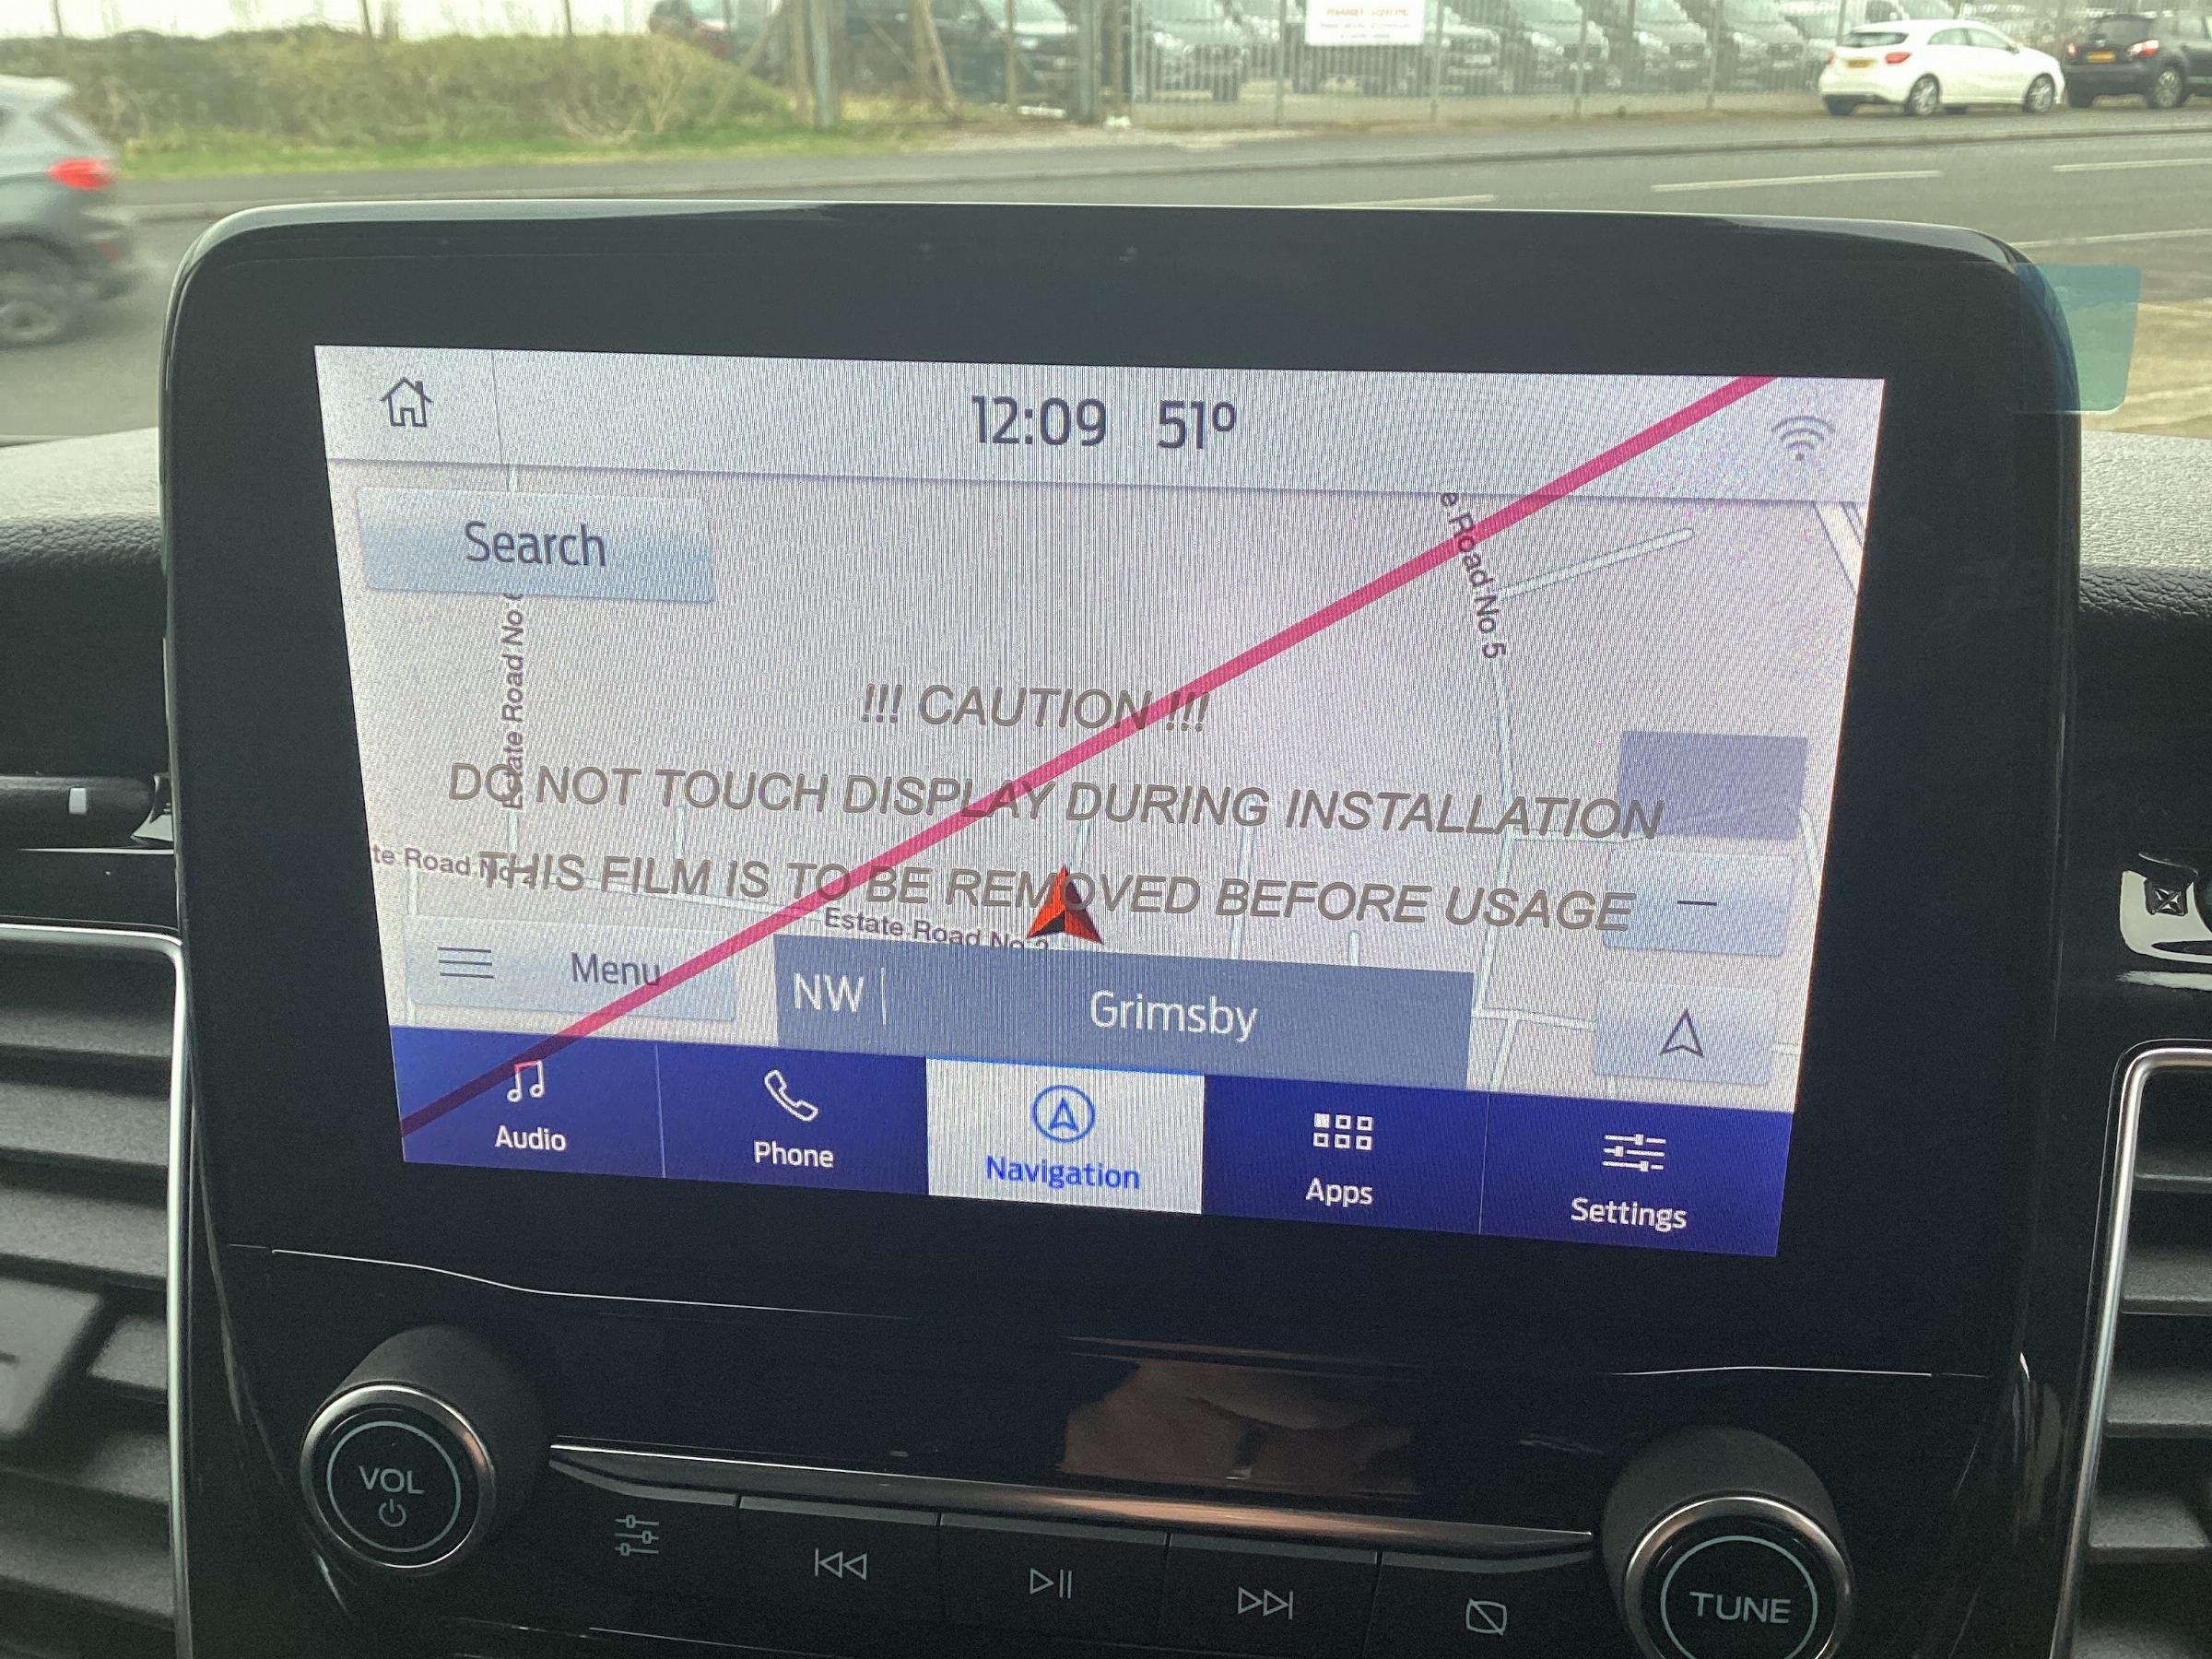 12:09 51º
Search
e Road No 5
Estate Road No
!!! CAUTION !!!
DO NOT TOUCH DISPLAY DURING INSTALLATION
te Road No
THIS FILM IS TO BE REMOVED BEFORE USAGE
Estate Road No 2
Menu
NW
Grimsby
Audio
Phone
Navigation
Apps
Settings
VOL
TUNE